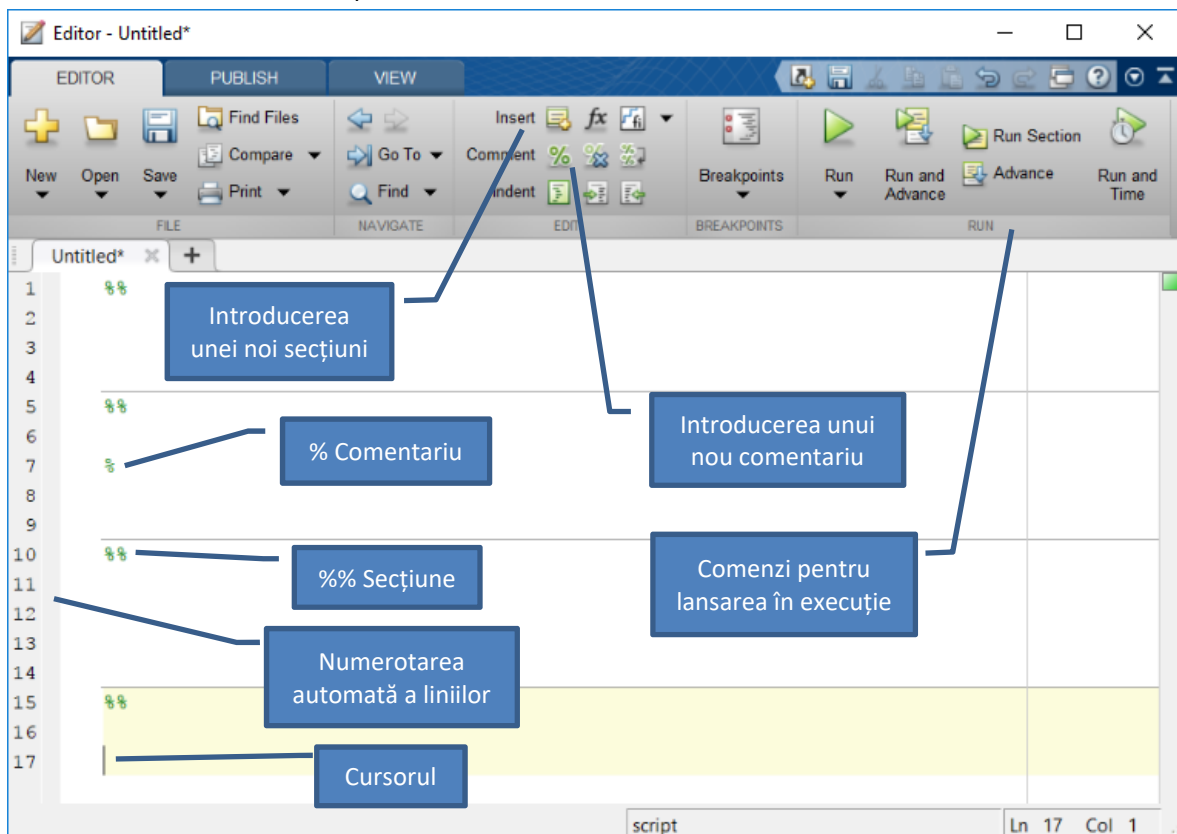 Editor - Untitled*
EDITOR PUBLISH VIEW
Find Files Insert fx fi
Compare Go To Comment % Run Section
New Open Save Print Find Indent Breakpoints Run Run and Advance Advance Run and Time
FILE NAVIGATE EDIT BREAKPOINTS RUN
Untitled* +
1 %%
2
3
4
5 %%
6
7 %
8
9
10 %%
11
12
13
14
15 %%
16
17
Introducerea
unei noi secțiuni
% Comentariu
Introducerea unui
nou comentariu
%% Secțiune
Comenzi pentru
lansarea în execuție
Numerotarea
automată a liniilor
Cursorul
script Ln 17 Col 1